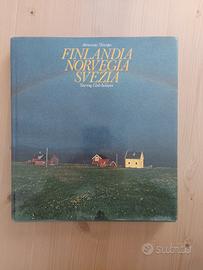 FINLANDIA
NORVEGIA
SVEZIA
Touring Club Italiano
subito